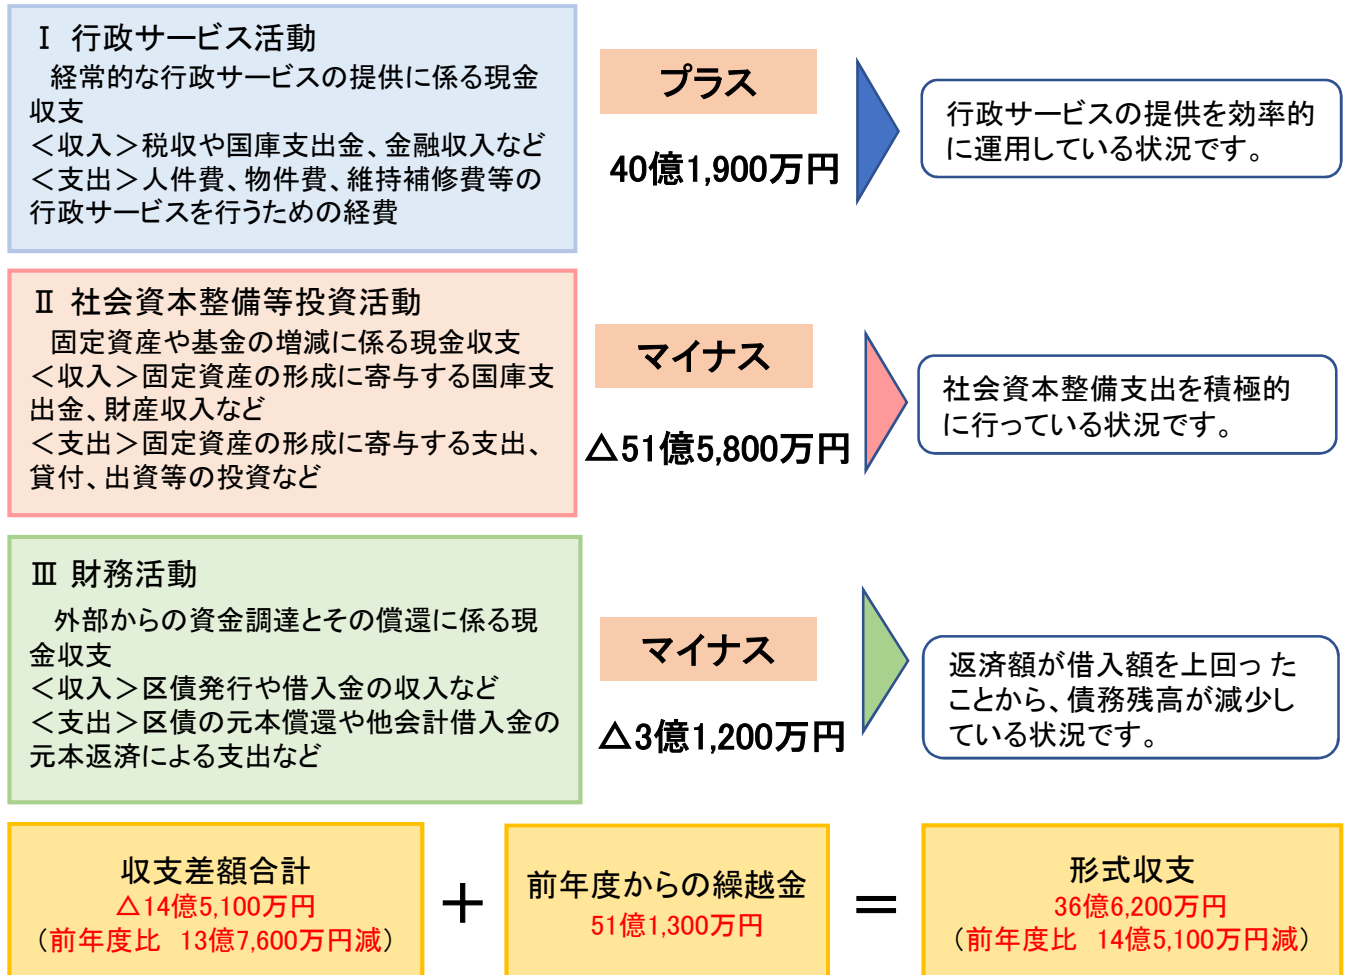 Ⅰ 行政サービス活動
経常的な行政サービスの提供に係る現金
収支
＜収入＞税収や国庫支出金、金融収入など
＜支出＞人件費、物件費、維持補修費等の
行政サービスを行うための経費
プラス
40億1,900万円
行政サービスの提供を効率的
に運用している状況です。
Ⅱ 社会資本整備等投資活動
固定資産や基金の増減に係る現金収支
＜収入＞固定資産の形成に寄与する国庫支
出金、財産収入など
＜支出＞固定資産の形成に寄与する支出、
貸付、出資等の投資など
マイナス
△51億5,800万円
社会資本整備支出を積極的
に行っている状況です。
Ⅲ 財務活動
外部からの資金調達とその償還に係る現
金収支
＜収入＞区債発行や借入金の収入など
＜支出＞区債の元本償還や他会計借入金の
元本返済による支出など
マイナス
△3億1,200万円
返済額が借入額を上回った
ことから、債務残高が減少し
ている状況です。
収支差額合計
△14億5,100万円
（前年度比 13億7,600万円減）
＋
前年度からの繰越金
51億1,300万円
＝
形式収支
36億6,200万円
（前年度比 14億5,100万円減）